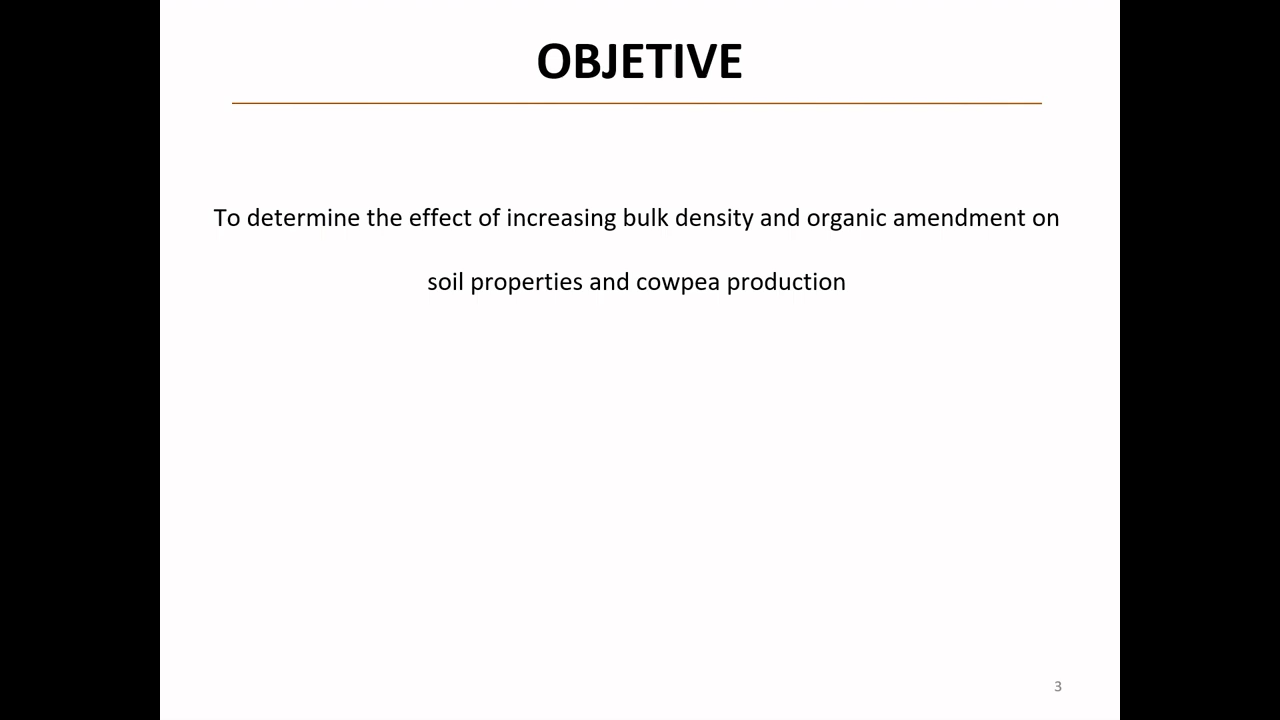 OBJETIVE
To determine the effect of increasing bulk density and organic amendment on
soil properties and cowpea production
3